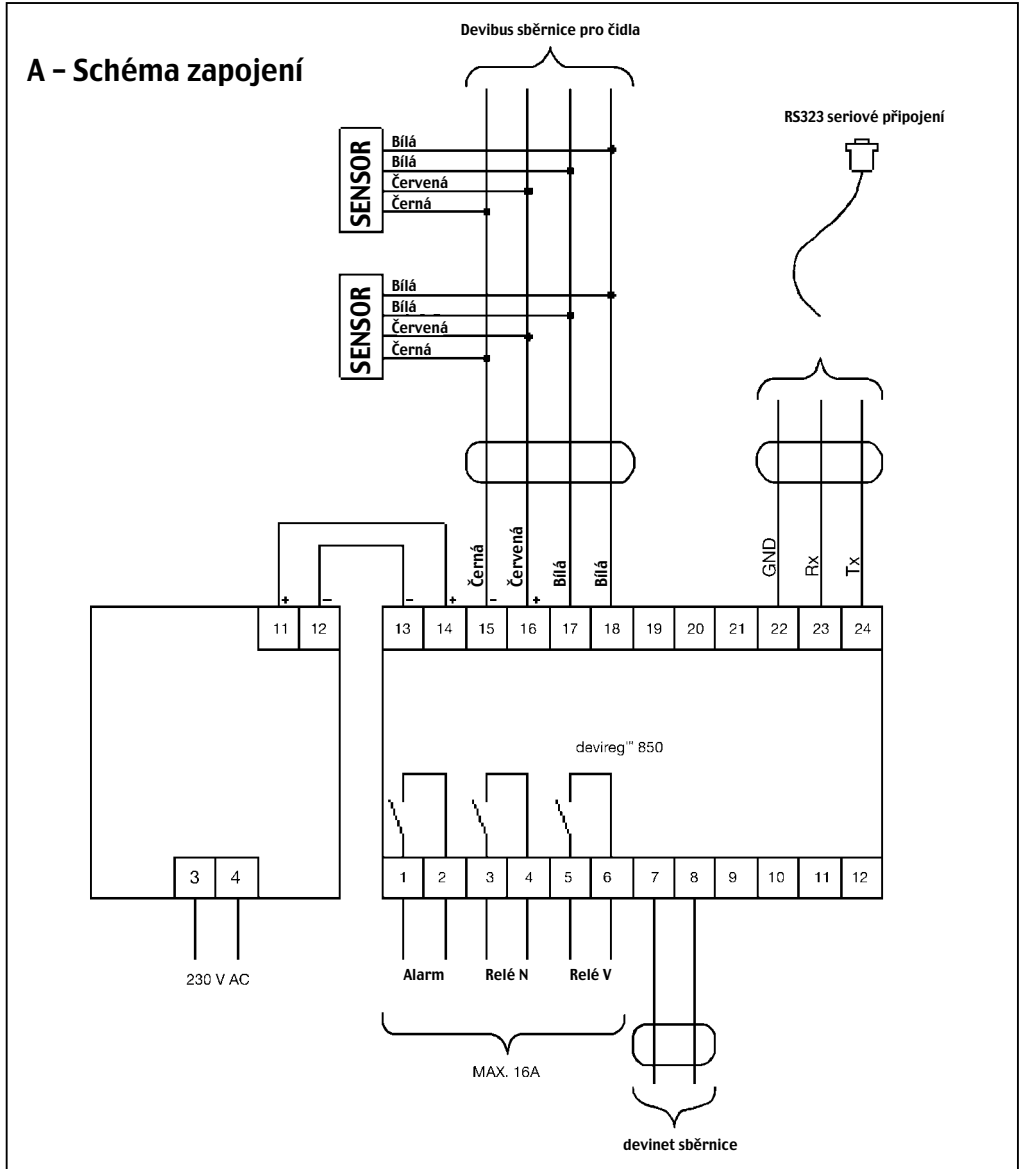 Devibus sběrnice pro čidla
A – Schéma zapojení
RS323 seriové připojení
SENSOR
Bílá
Bílá
Červená
Černá
SENSOR
Bílá
Bílá
Červená
Černá
Černá
Červená
Bílá
Bílá
GND
Rx
Tx
+ – – + – +
11 12 13 14 15 16 17 18 19 20 21 22 23 24
devireg™ 850
3 4 1 2 3 4 5 6 7 8 9 10 11 12
230 V AC
Alarm Relé N Relé V
MAX. 16A
devinet sběrnice